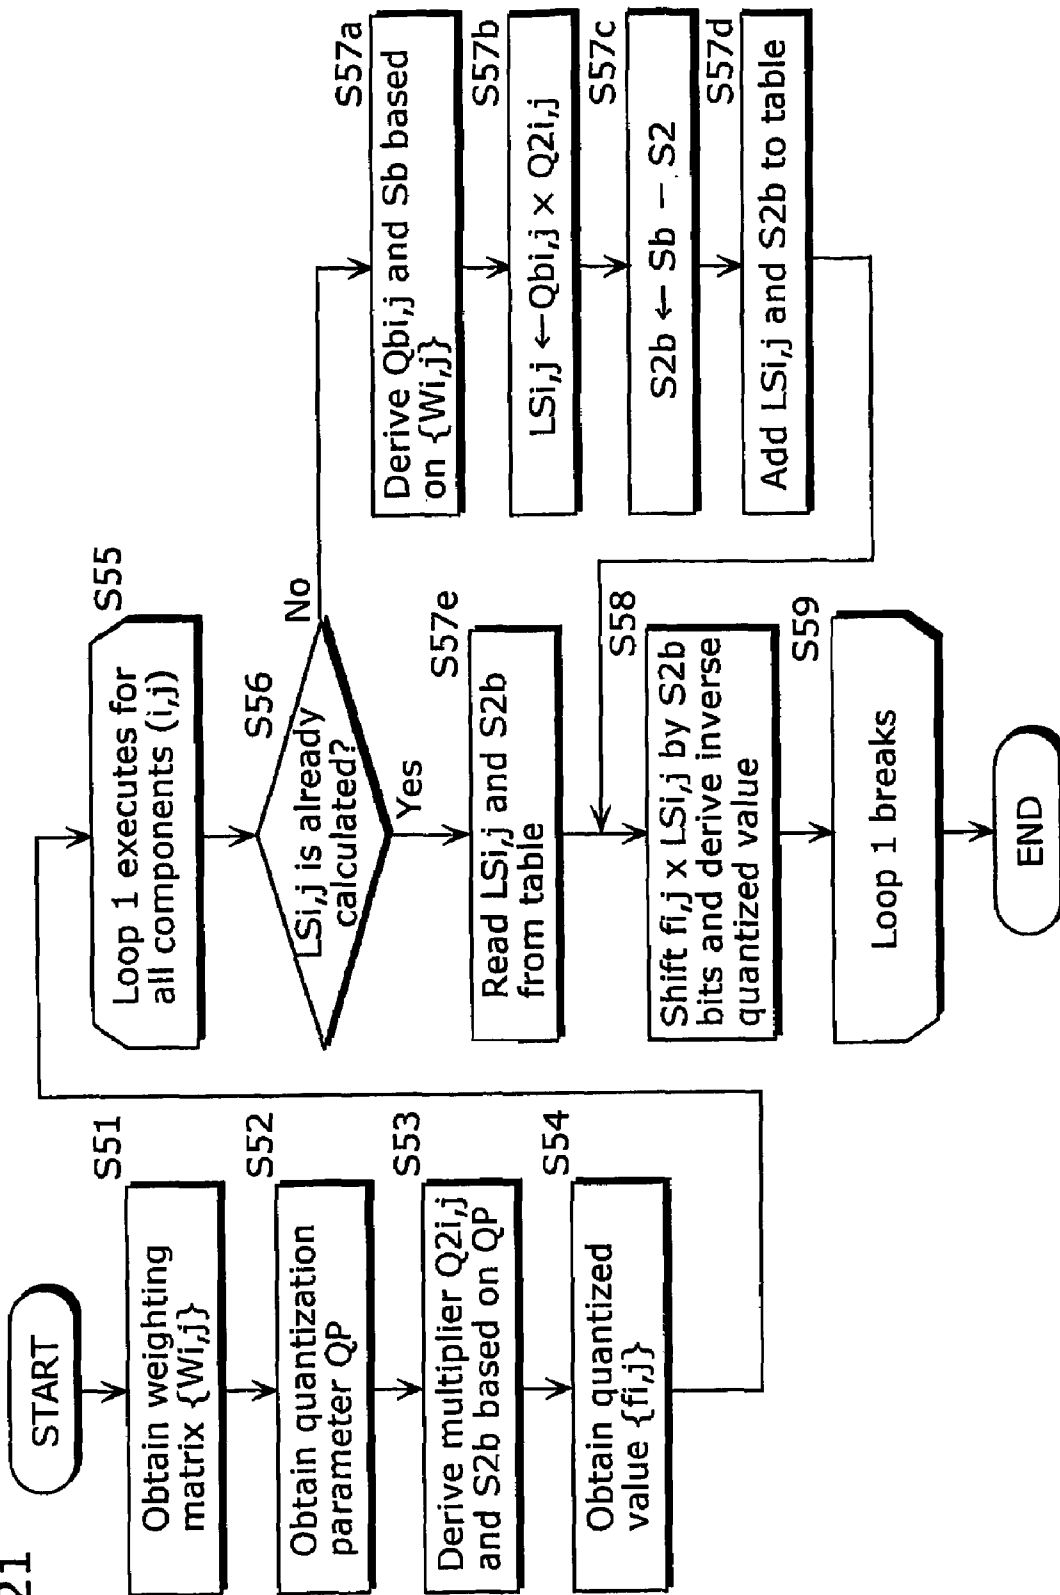 21
START
S51
Obtain weighting
matrix {Wi,j}
S52
Obtain quantization
parameter QP
S53
Derive multiplier Q2i,j
and S2b based on QP
S54
Obtain quantized
value {fi,j}
S55
Loop 1 executes for
all components (i,j)
S56
LSi,j is already
calculated?
No
Yes
S57e
Read LSi,j and S2b
from table
S58
Shift fi,j x LSi,j by S2b
bits and derive inverse
quantized value
S59
Loop 1 breaks
END
S57a
Derive Qbi,j and Sb based
on {Wi,j}
S57b
LSi,j ← Qbi,j × Q2i,j
S57c
S2b ← Sb − S2
S57d
Add LSi,j and S2b to table